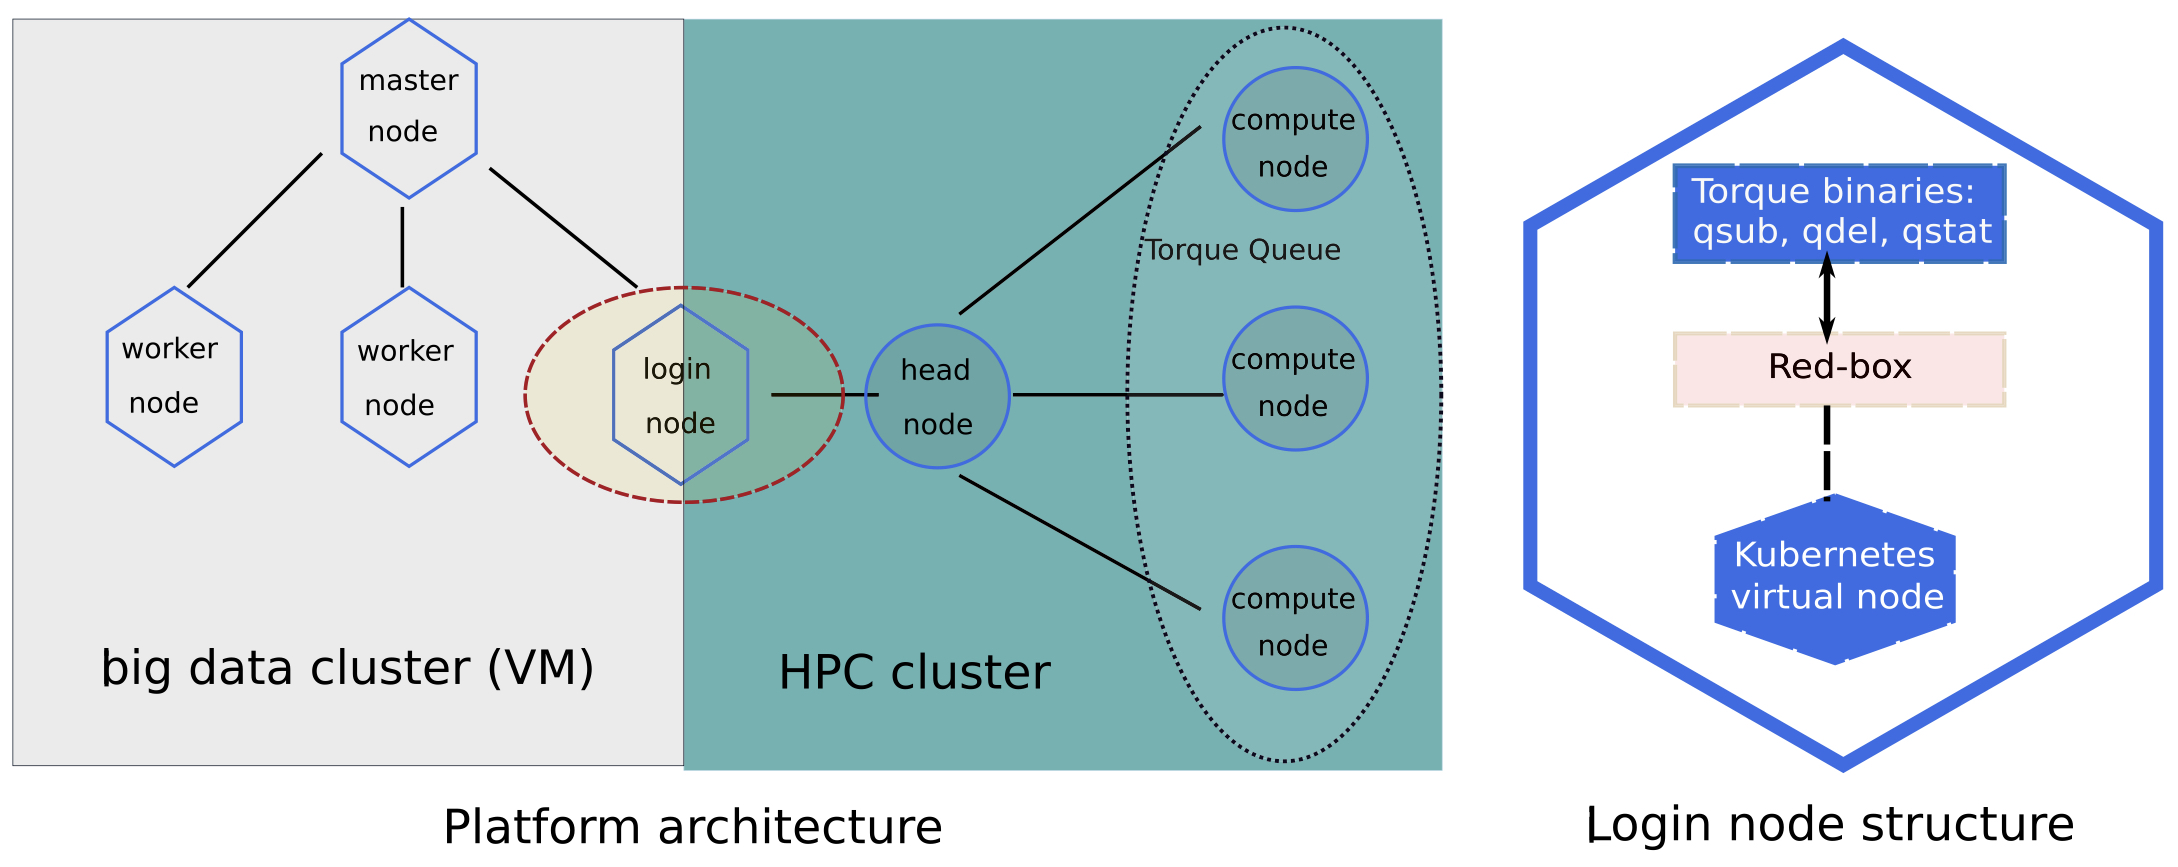 master
node
worker
node
worker
node
login
node
big data cluster (VM)
head
node
compute
node
Torque Queue
compute
node
compute
node
HPC cluster
Platform architecture
Torque binaries:
qsub, qdel, qstat
Red-box
Kubernetes
virtual node
Login node structure